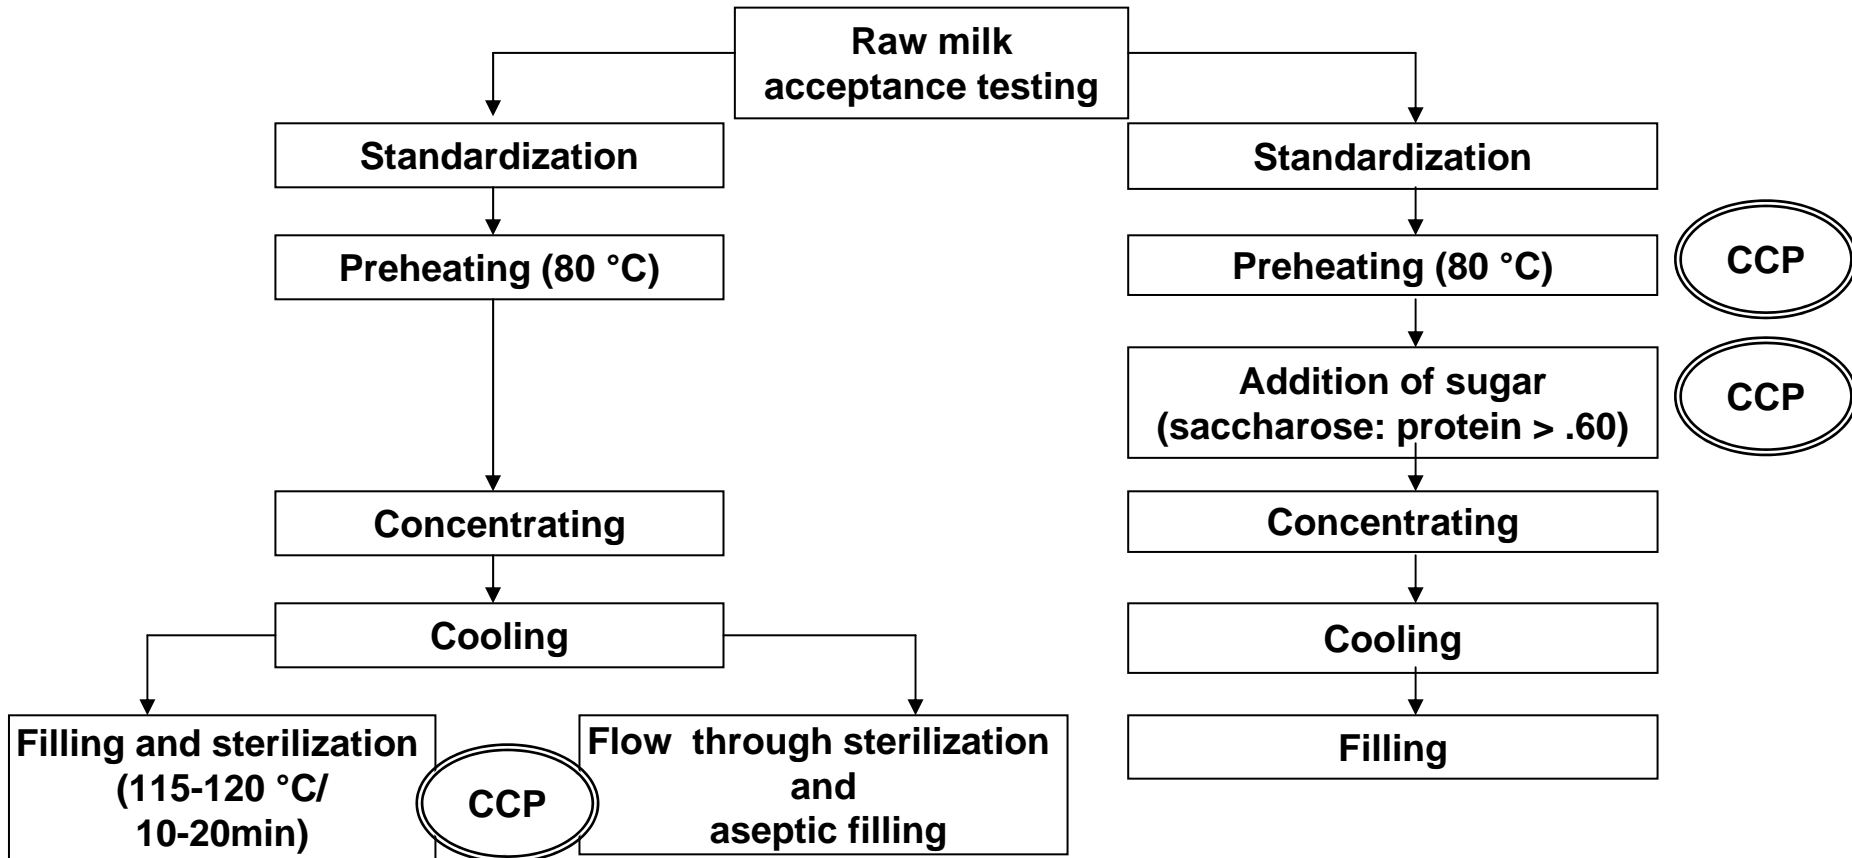 Raw milk
acceptance testing
Standardization
Standardization
Preheating (80 °C)
Preheating (80 °C)
CCP
Addition of sugar
(saccharose: protein > .60)
CCP
Concentrating
Concentrating
Cooling
Cooling
Filling and sterilization
(115-120 °C/
10-20min)
CCP
Flow through sterilization
and
aseptic filling
Filling